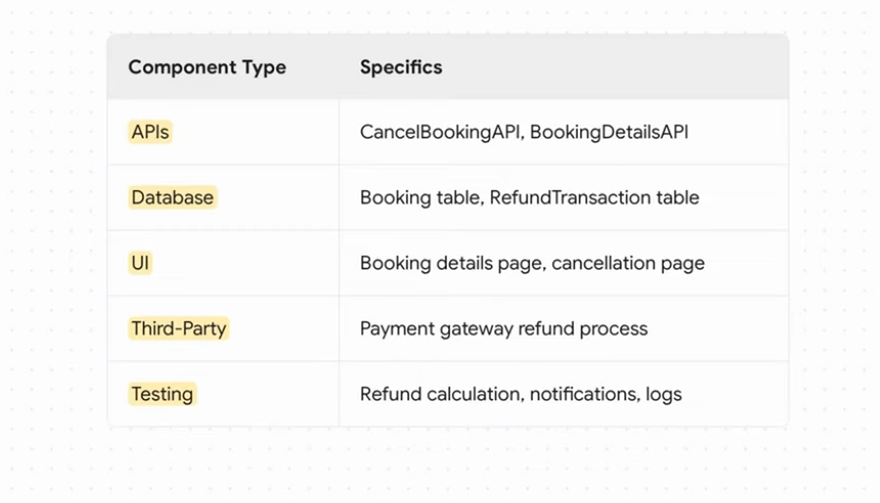 Component Type Specifics
APIs CancelBookingAPI, BookingDetailsAPI
Database Booking table, RefundTransaction table
UI Booking details page, cancellation page
Third-Party Payment gateway refund process
Testing Refund calculation, notifications, logs